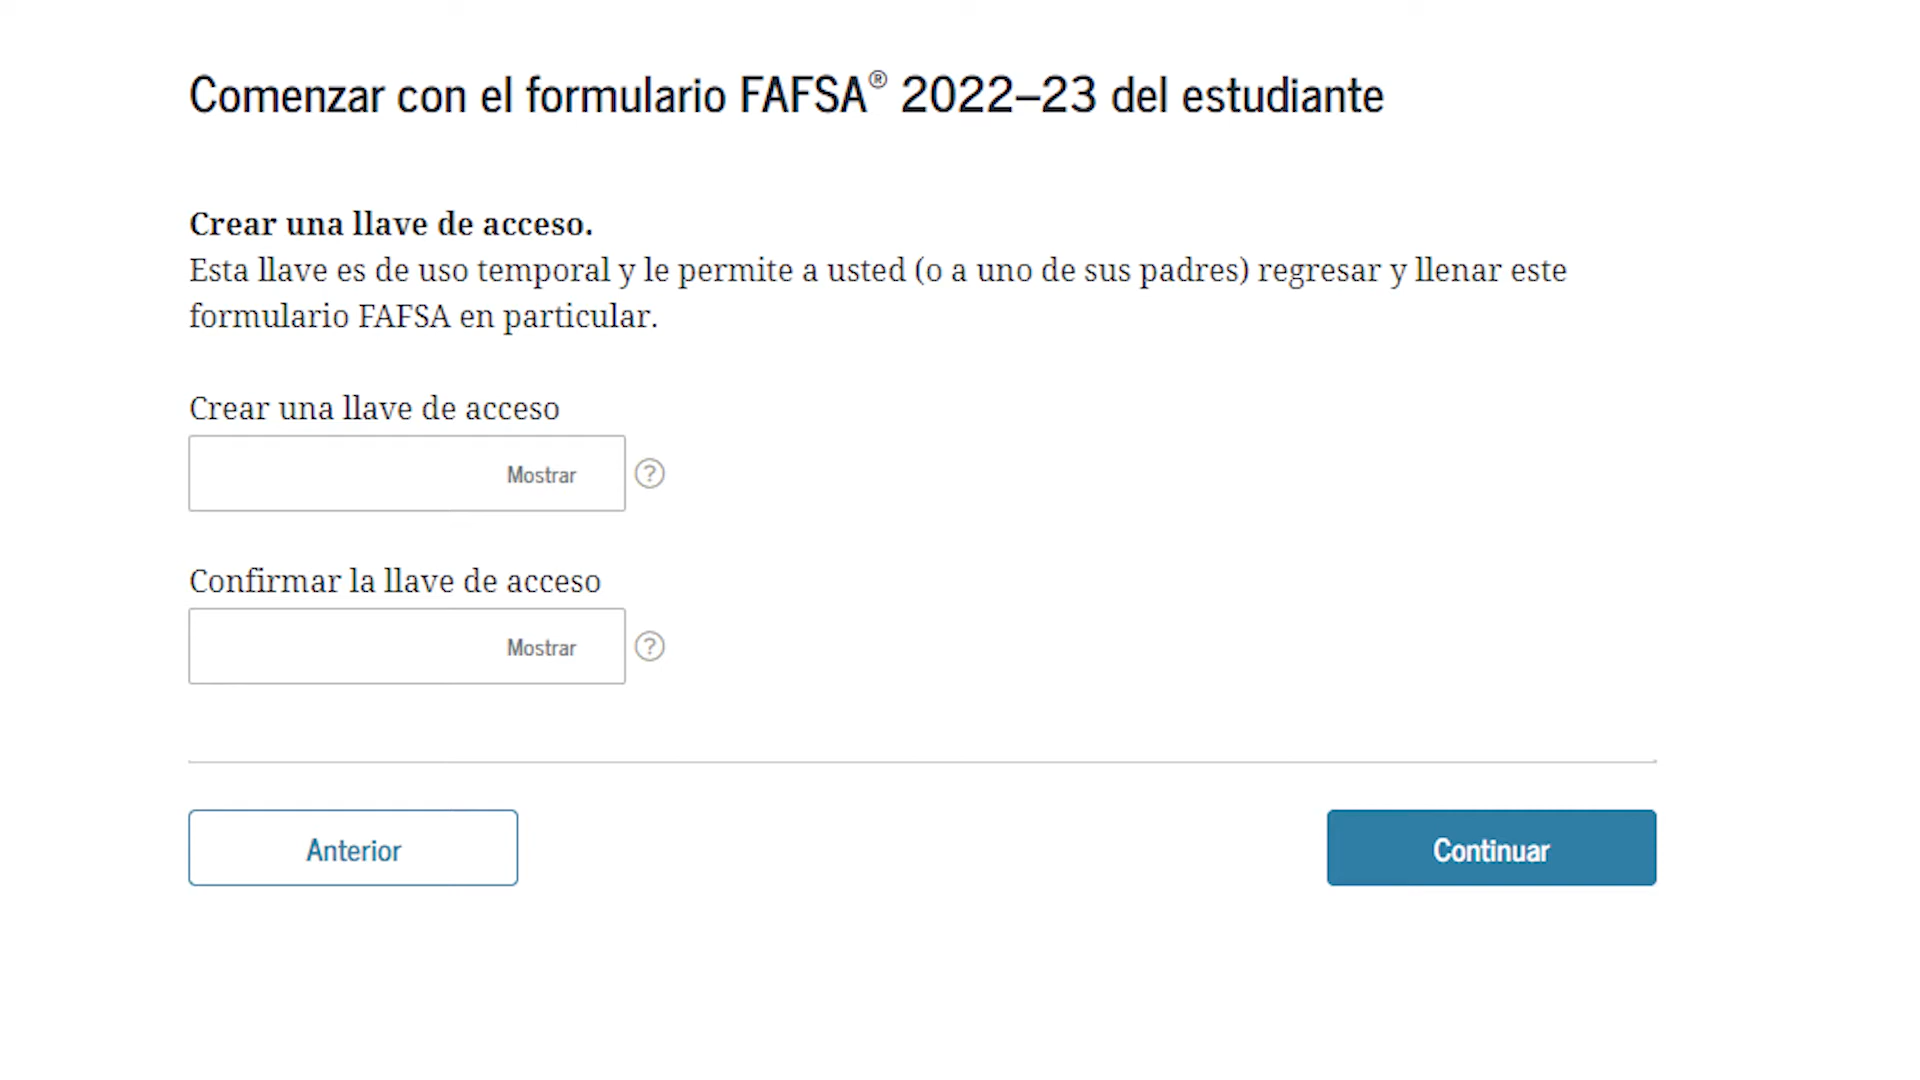 Comenzar con el formulario FAFSA® 2022–23 del estudiante
Crear una llave de acceso.
Esta llave es de uso temporal y le permite a usted (o a uno de sus padres) regresar y llenar este
formulario FAFSA en particular.
Crear una llave de acceso
Mostrar ?
Confirmar la llave de acceso
Mostrar ?
Anterior Continuar